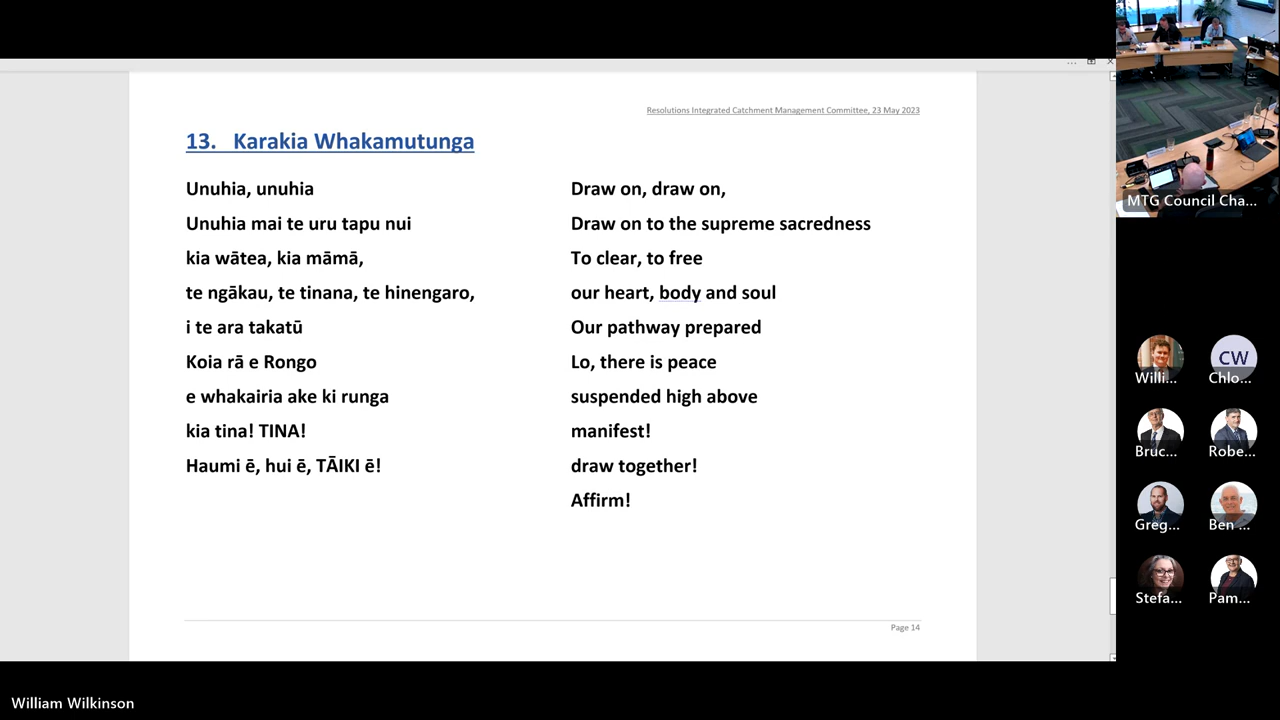 Resolutions Integrated Catchment Management Committee, 23 May 2023
13. Karakia Whakamutunga
Unuhia, unuhia
Unuhia mai te uru tapu nui
kia wātea, kia māmā,
te ngākau, te tinana, te hinengaro,
i te ara takatū
Koia rā e Rongo
e whakairia ake ki runga
kia tina! TINA!
Haumi ē, hui ē, TĀIKI ē!
Draw on, draw on,
Draw on to the supreme sacredness
To clear, to free
our heart, body and soul
Our pathway prepared
Lo, there is peace
suspended high above
manifest!
draw together!
Affirm!
Page 14
MTG Council Cha...
Willi...
CW
Chlo...
Bruc...
Robe...
Greg...
Ben ...
Stefa...
Pam...
William Wilkinson